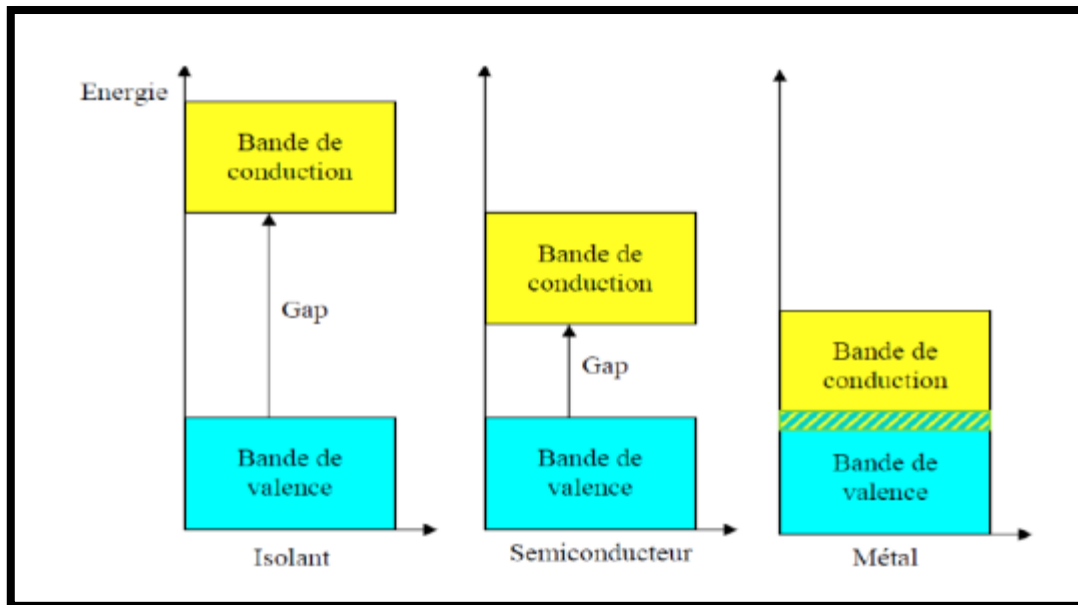 Energie
Bande de
conduction
Gap
Bande de
valence
Isolant
Bande de
conduction
Gap
Bande de
valence
Semiconducteur
Bande de
conduction
Bande de
valence
Métal